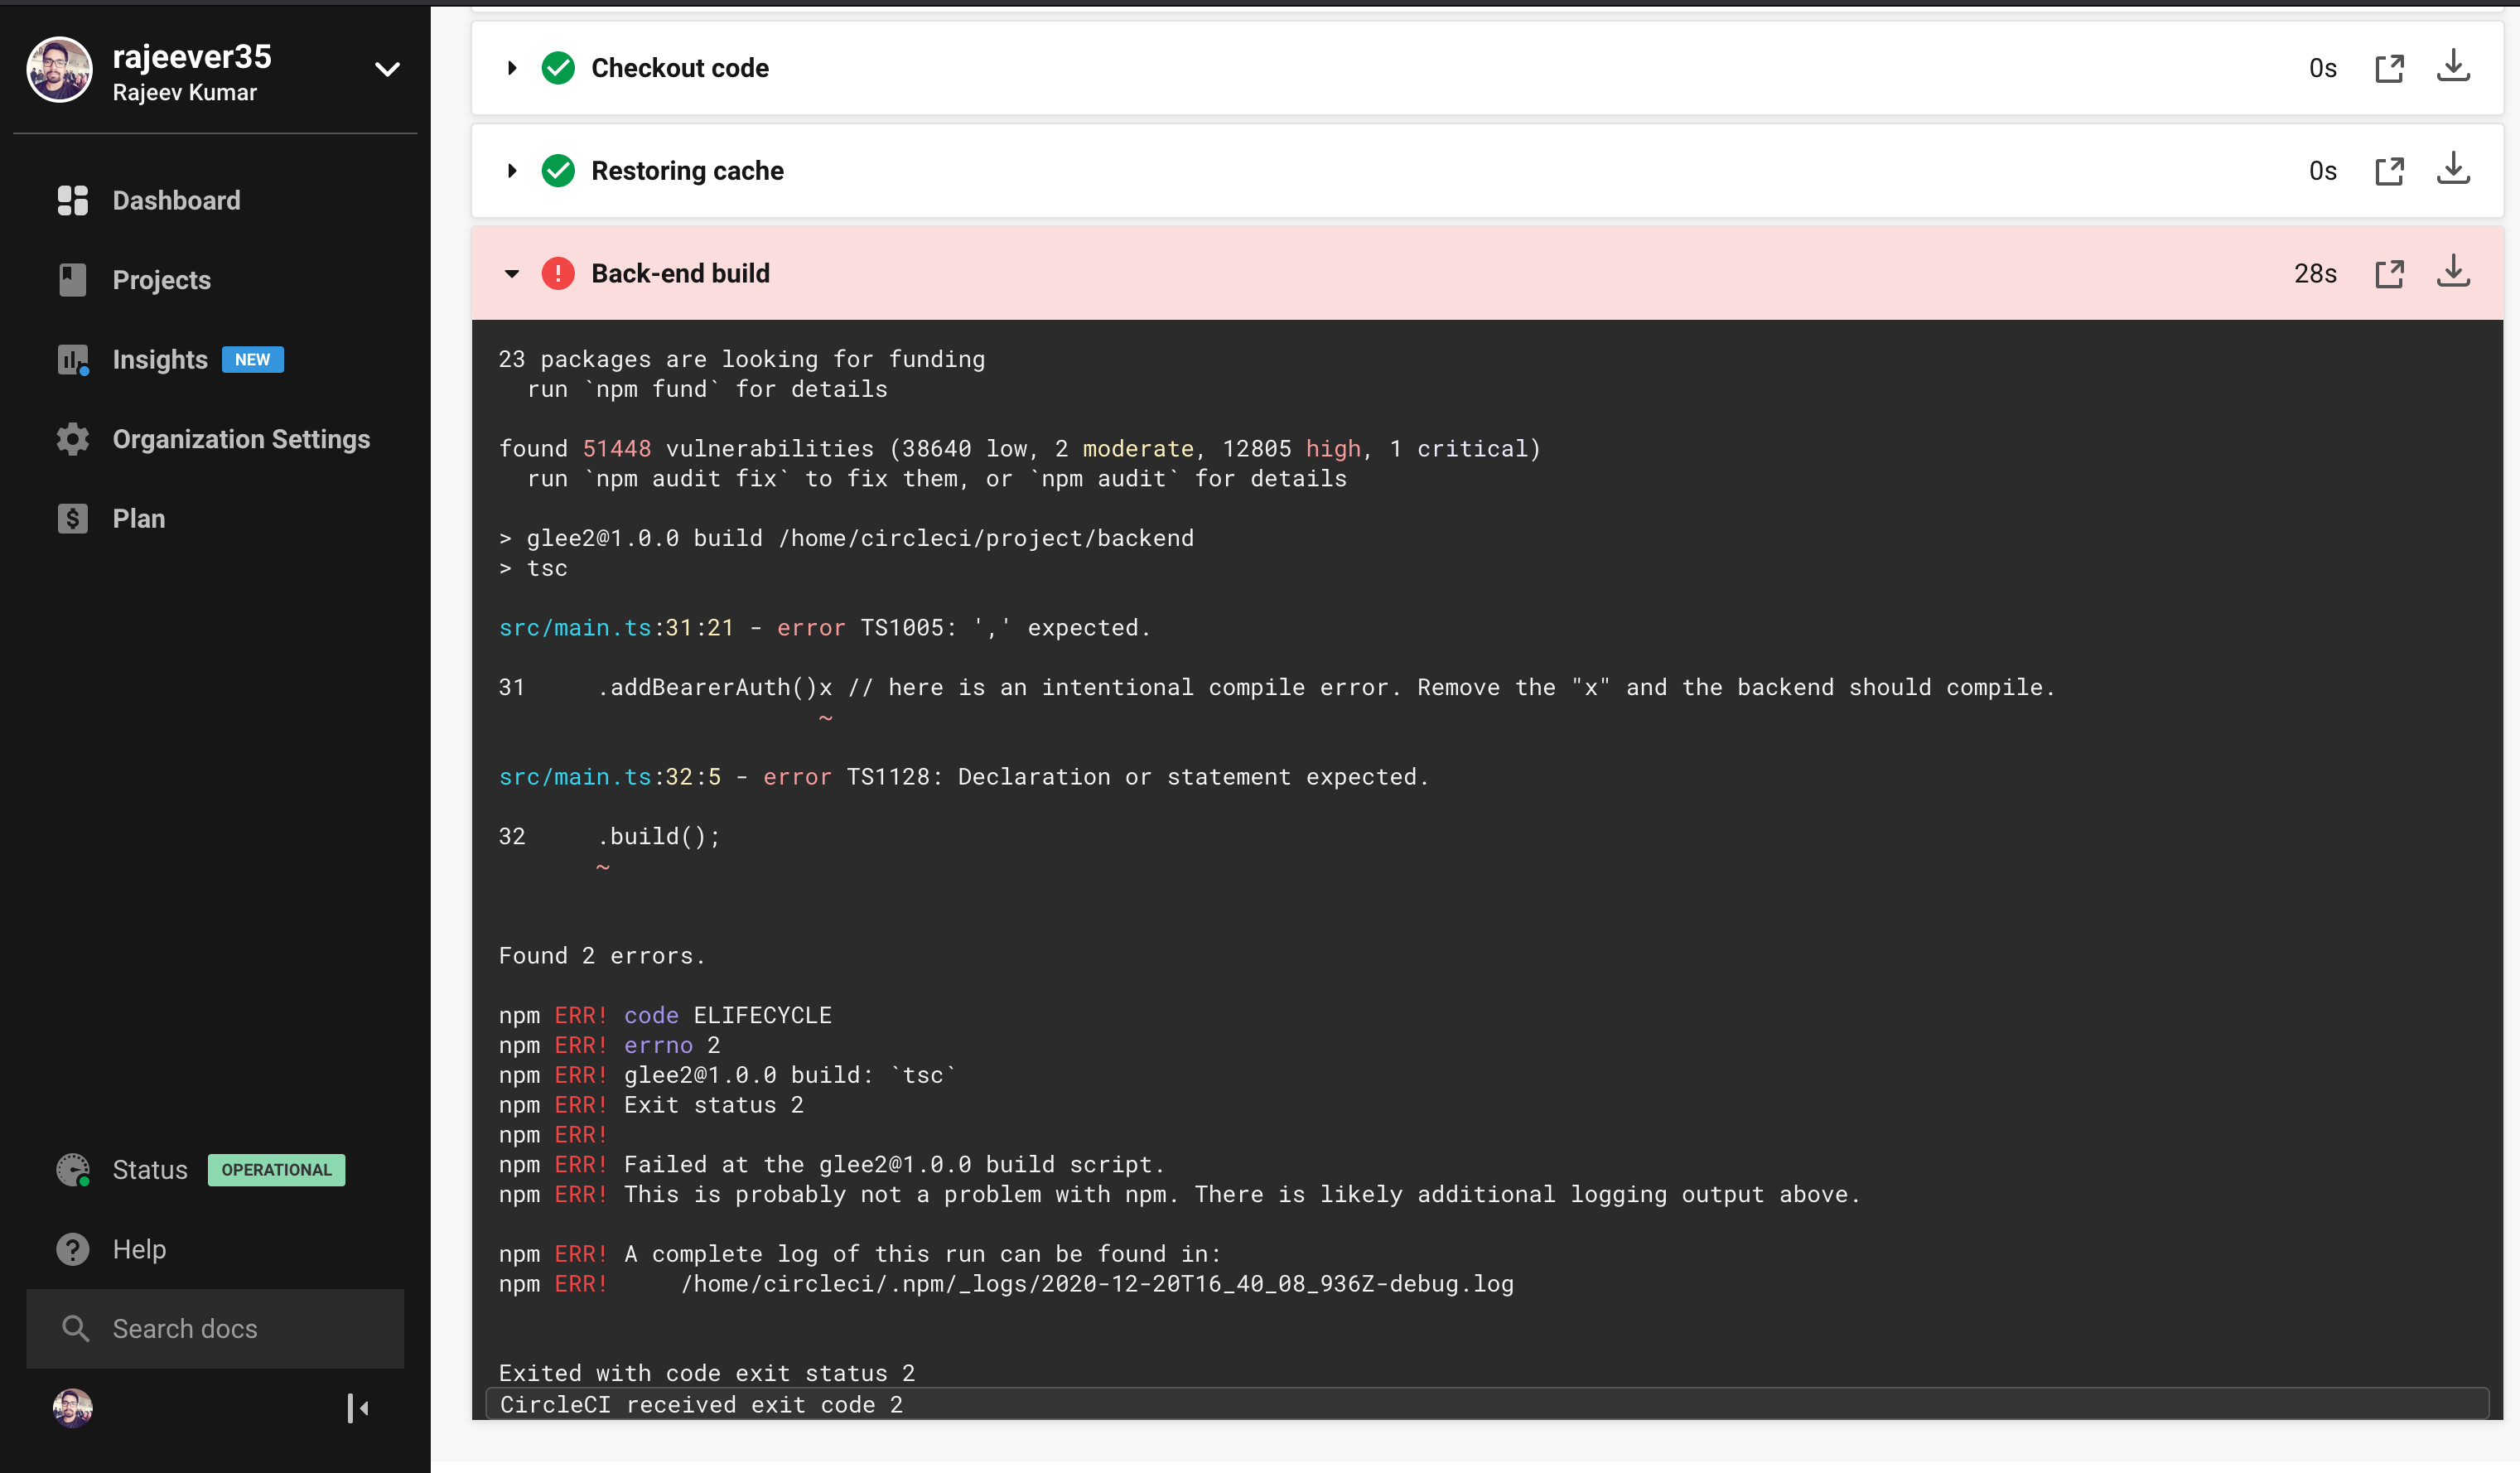 rajeever35
Rajeev Kumar
Dashboard
Projects
Insights NEW
Organization Settings
Plan
Status OPERATIONAL
Help
Search docs
Checkout code 0s
Restoring cache 0s
Back-end build 28s
23 packages are looking for funding
  run `npm fund` for details
found 51448 vulnerabilities (38640 low, 2 moderate, 12805 high, 1 critical)
  run `npm audit fix` to fix them, or `npm audit` for details
> glee2@1.0.0 build /home/circleci/project/backend
> tsc
src/main.ts:31:21 - error TS1005: ',' expected.
31     .addBearerAuth()x // here is an intentional compile error. Remove the "x" and the backend should compile.
~
src/main.ts:32:5 - error TS1128: Declaration or statement expected.
32     .build();
~
Found 2 errors.
npm ERR! code ELIFECYCLE
npm ERR! errno 2
npm ERR! glee2@1.0.0 build: `tsc`
npm ERR! Exit status 2
npm ERR!
npm ERR! Failed at the glee2@1.0.0 build script.
npm ERR! This is probably not a problem with npm. There is likely additional logging output above.
npm ERR! A complete log of this run can be found in:
npm ERR!     /home/circleci/.npm/_logs/2020-12-20T16_40_08_936Z-debug.log
Exited with code exit status 2
CircleCI received exit code 2